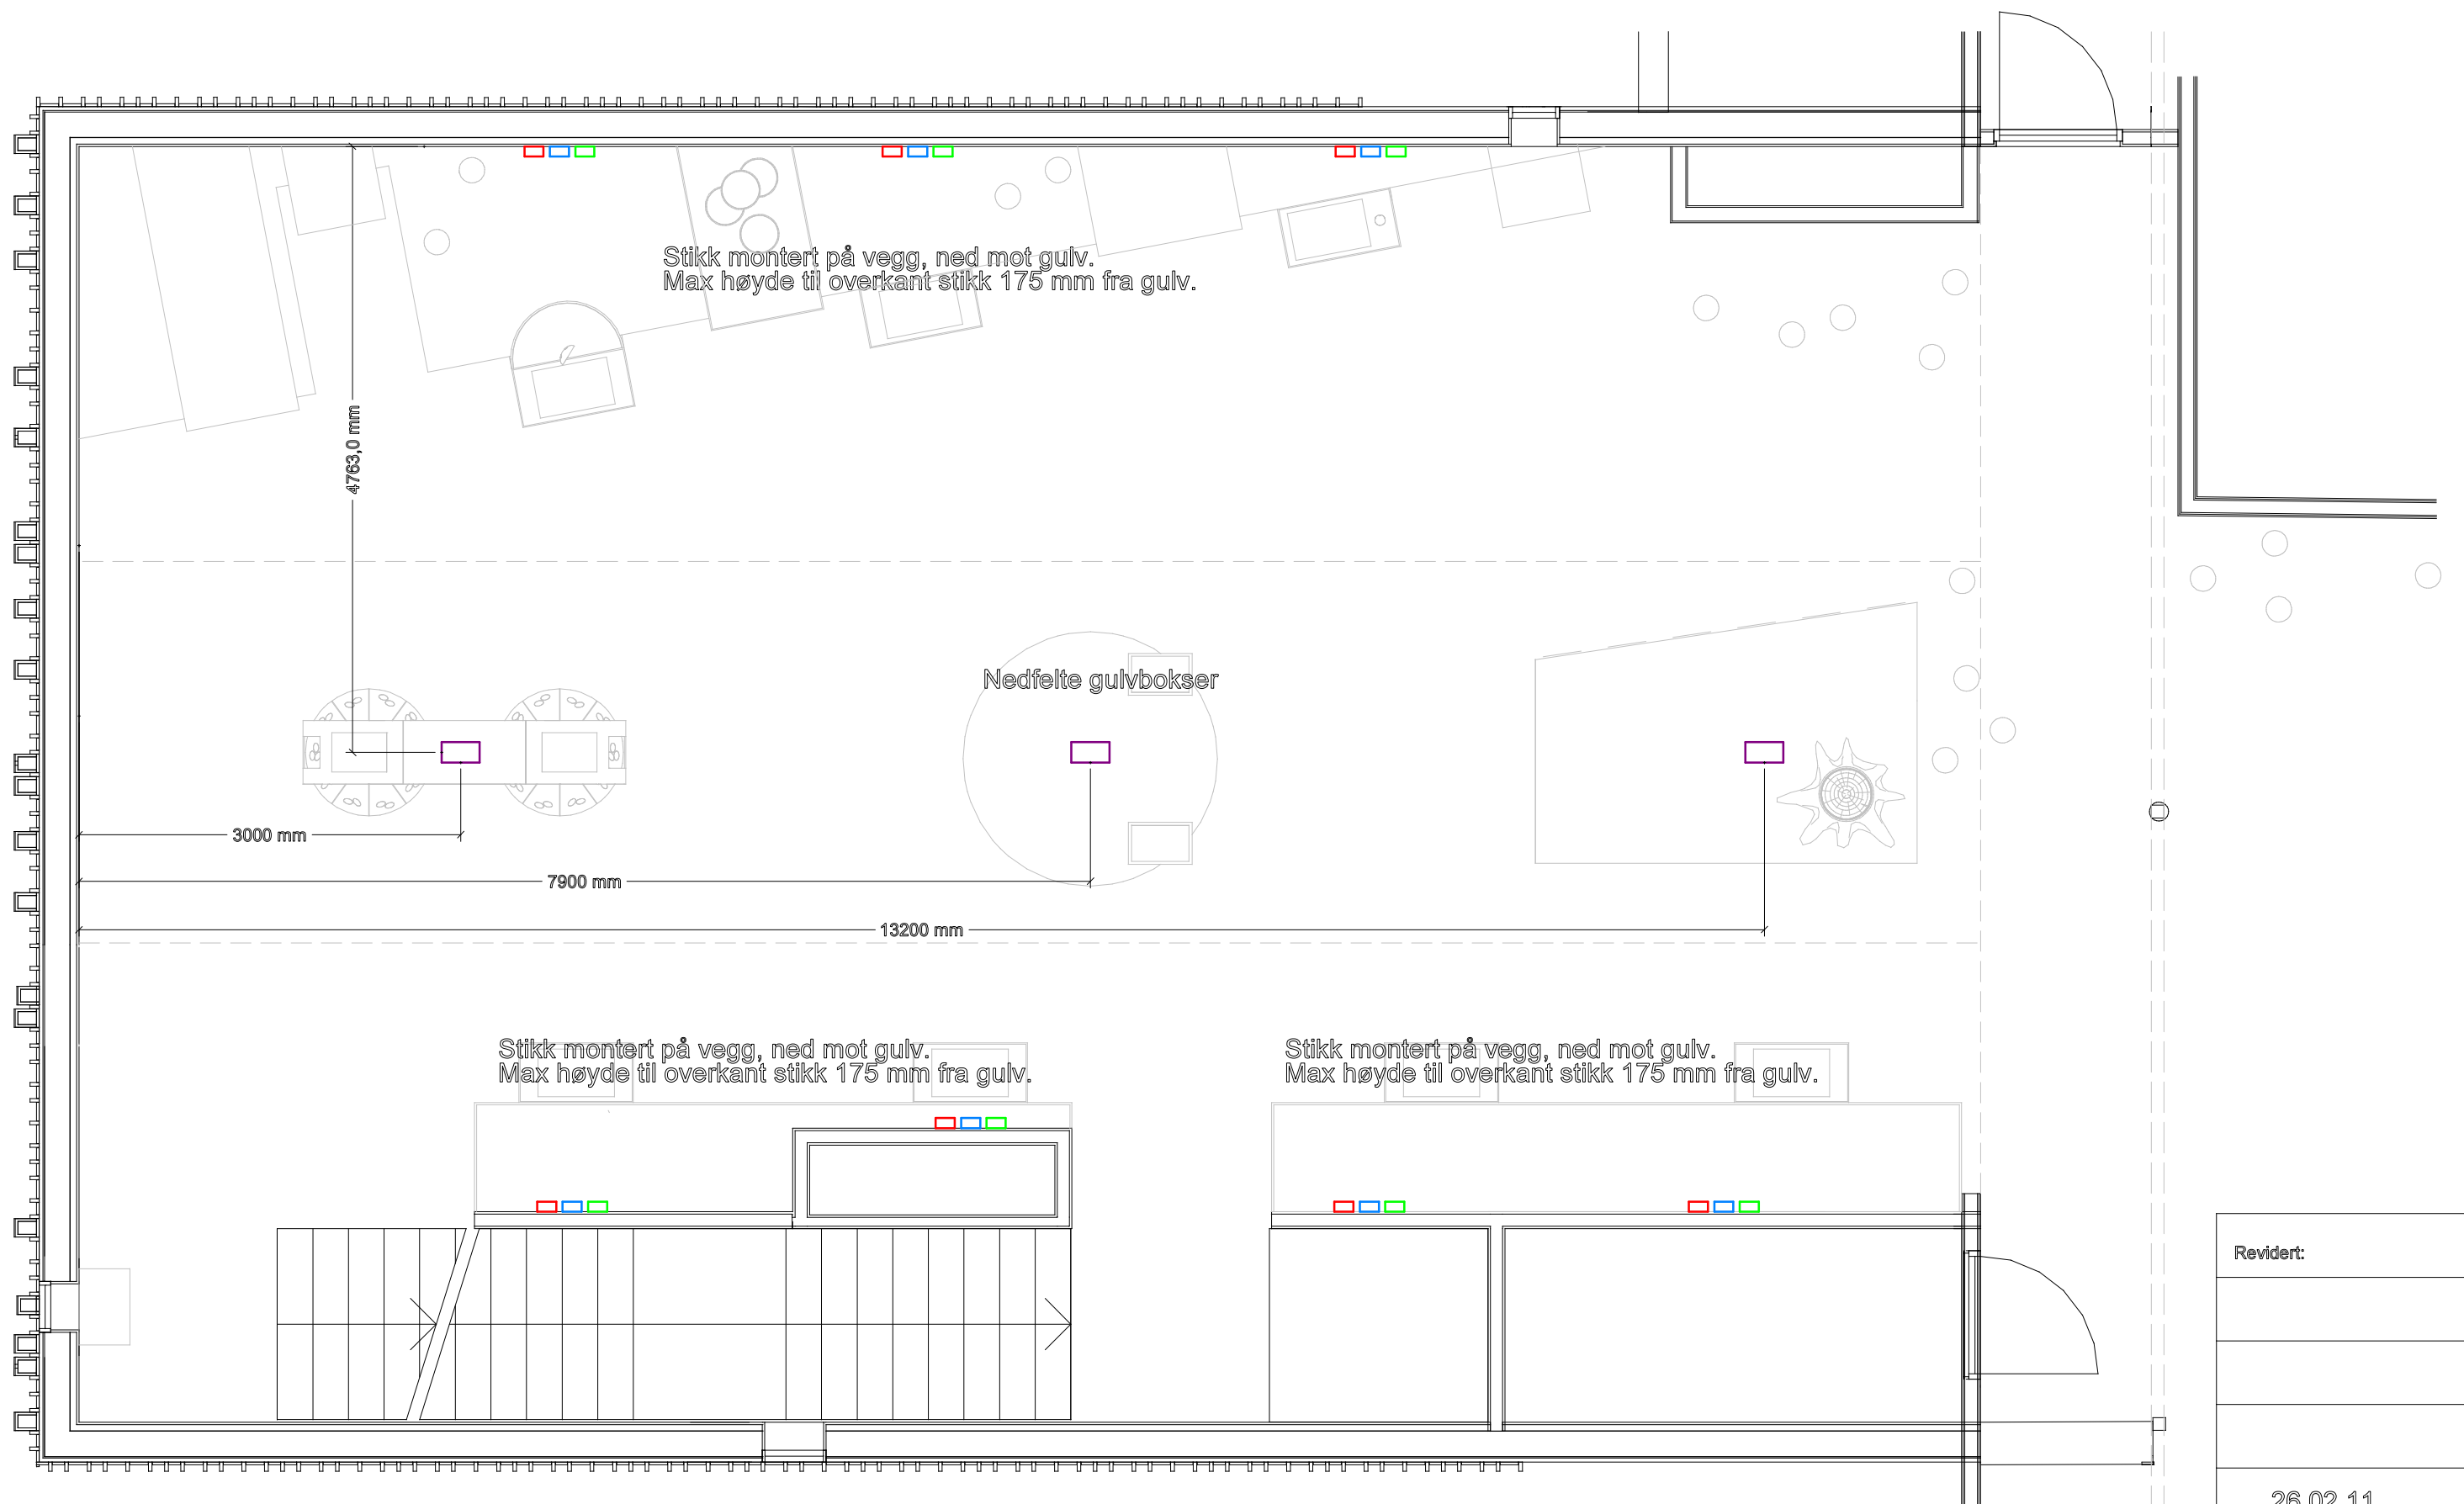 Stikk montert på vegg, ned mot gulv.
Max høyde til overkant stikk 175 mm fra gulv.
4763,0 mm
Nedfelte gulvbokser
3000 mm
7900 mm
13200 mm
Stikk montert på vegg, ned mot gulv.
Max høyde til overkant stikk 175 mm fra gulv.
Stikk montert på vegg, ned mot gulv.
Max høyde til overkant stikk 175 mm fra gulv.
Revidert:
26.02.11